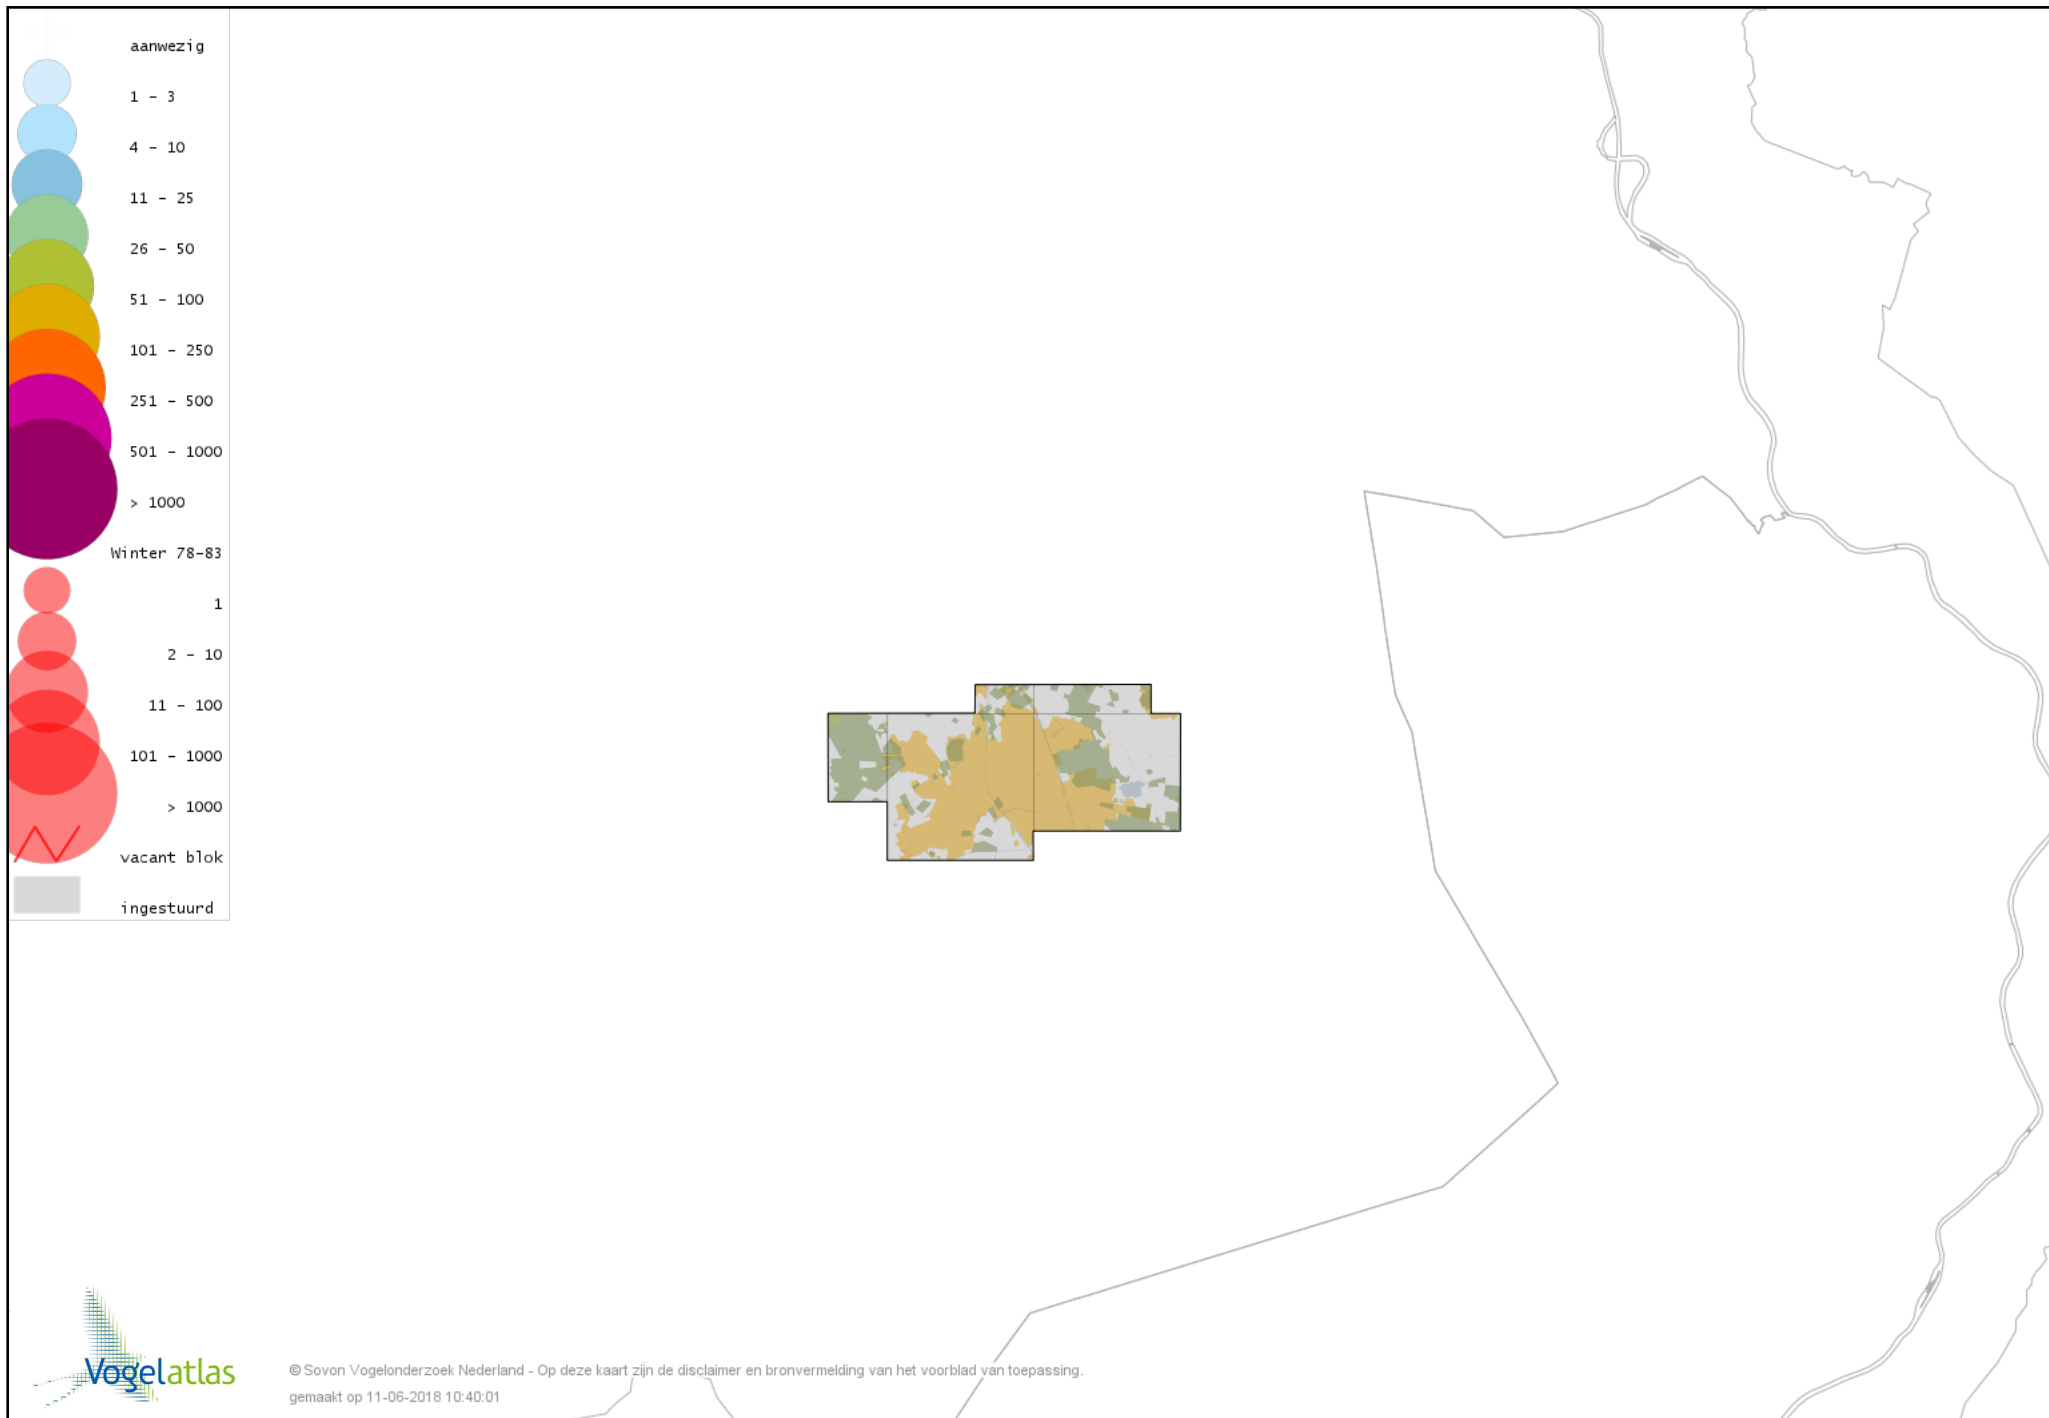 aanwezig
1 - 3
4 - 10
11 - 25
26 - 50
51 - 100
101 - 250
251 - 500
501 - 1000
> 1000
Winter 78-83
1
2 - 10
11 - 100
101 - 1000
> 1000
vacant blok
ingestuurd
Vogelatlas
© Sovon Vogelonderzoek Nederland - Op deze kaart zijn de disclaimer en bronvermelding van het voorblad van toepassing.
gemaakt op 11-06-2018 10:40:01